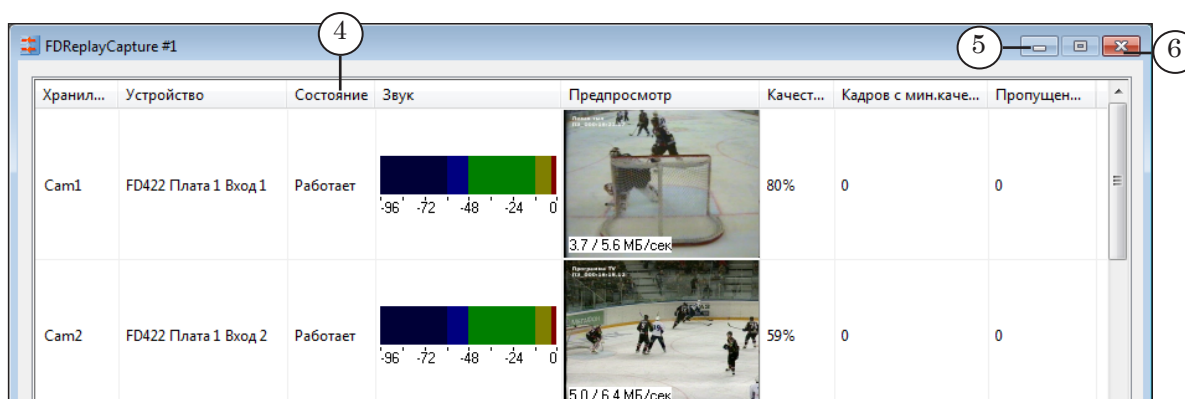 4
FDReplayCapture #1
5
6
Хранил... Устройство Состояние Звук Предпросмотр Качест... Кадров с мин.каче... Пропущен...
Cam1 FD422 Плата 1 Вход 1 Работает 80% 0 0
-96 -72 -48 -24 0
3.7 / 5.6 МБ/сек
Программа TV
Cam2 FD422 Плата 1 Вход 2 Работает 59% 0 0
-96 -72 -48 -24 0
5.0 / 6.4 МБ/сек